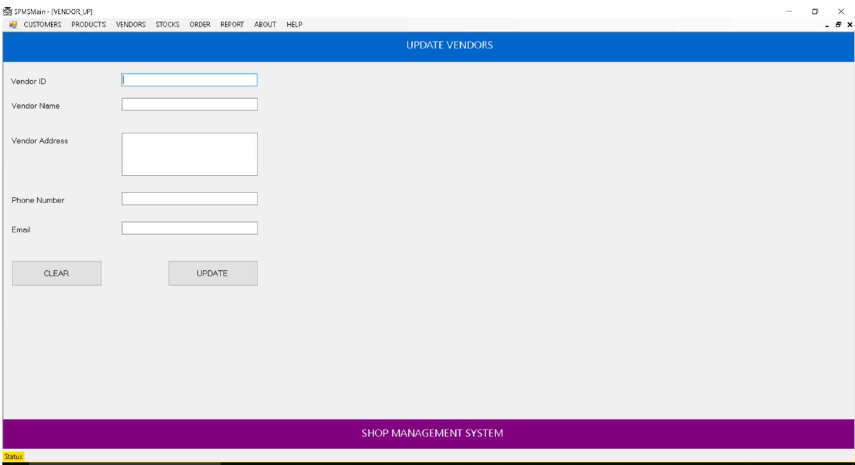 SPMSMain - [VENDOR_UP]
CUSTOMERS PRODUCTS VENDORS STOCKS ORDER REPORT ABOUT HELP
UPDATE VENDORS
Vendor ID
Vendor Name
Vendor Address
Phone Number
Email
CLEAR UPDATE
SHOP MANAGEMENT SYSTEM
Status